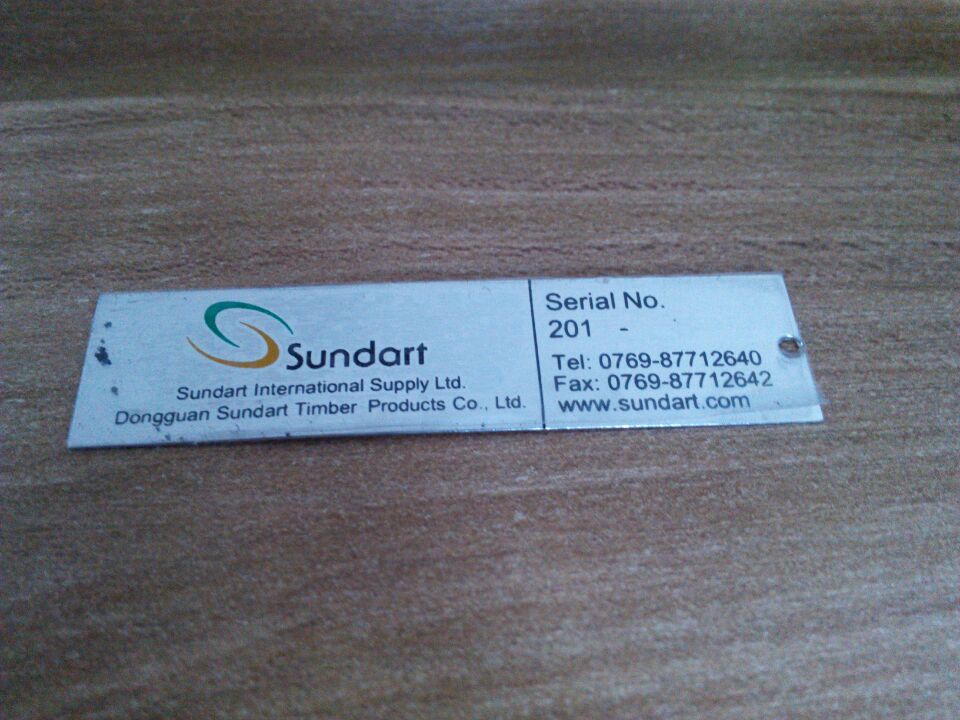 Sundart
Sundart International Supply Ltd.
Dongguan Sundart Timber Products Co., Ltd.
Serial No.
201 -
Tel: 0769-87712640
Fax: 0769-87712642
www.sundart.com